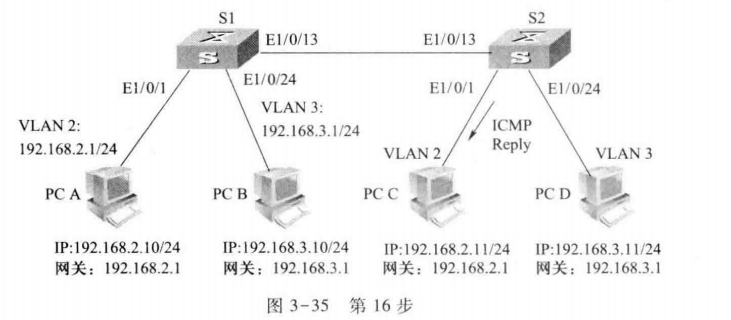 S1
S2
E1/0/13
E1/0/13
E1/0/1
E1/0/24
E1/0/1
E1/0/24
VLAN 2:
192.168.2.1/24
VLAN 3:
192.168.3.1/24
ICMP
Reply
VLAN 2
VLAN 3
PC A
PC B
PC C
PC D
IP:192.168.2.10/24
网关：192.168.2.1
IP:192.168.3.10/24
网关：192.168.3.1
IP:192.168.2.11/24
网关：192.168.2.1
IP:192.168.3.11/24
网关：192.168.3.1
图 3-35 第 16 步